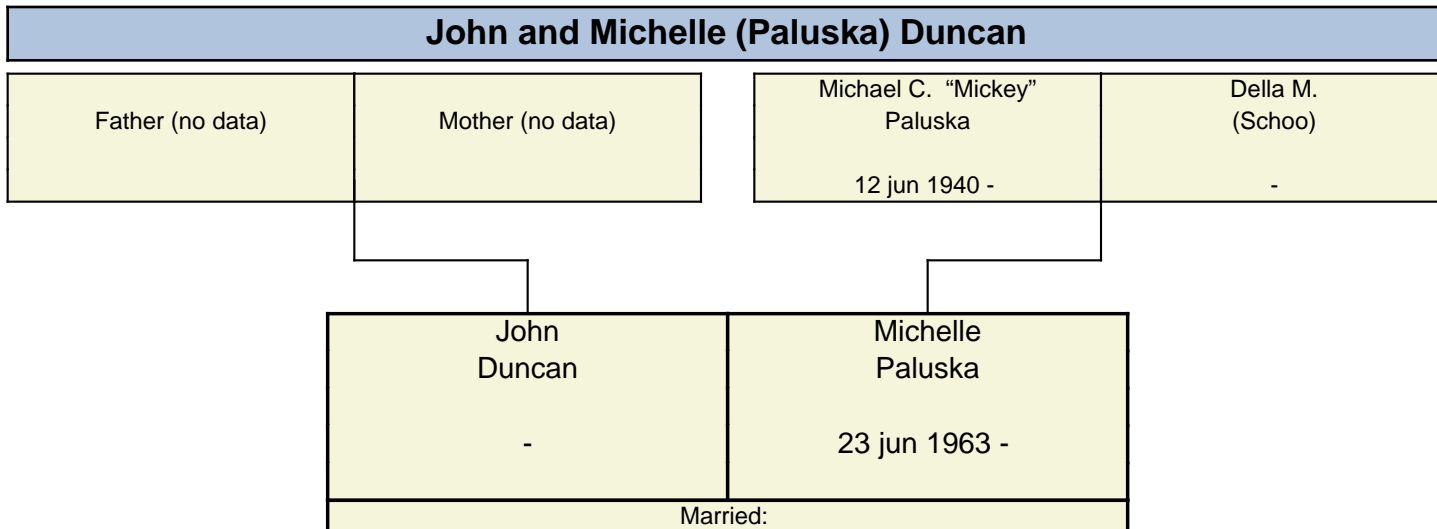 John and Michelle (Paluska) Duncan
Father (no data)
Mother (no data)
Michael C.  “Mickey”
Paluska
12 jun 1940 -
Della M.
(Schoo)
-
John
Duncan
-
Michelle
Paluska
23 jun 1963 -
Married: